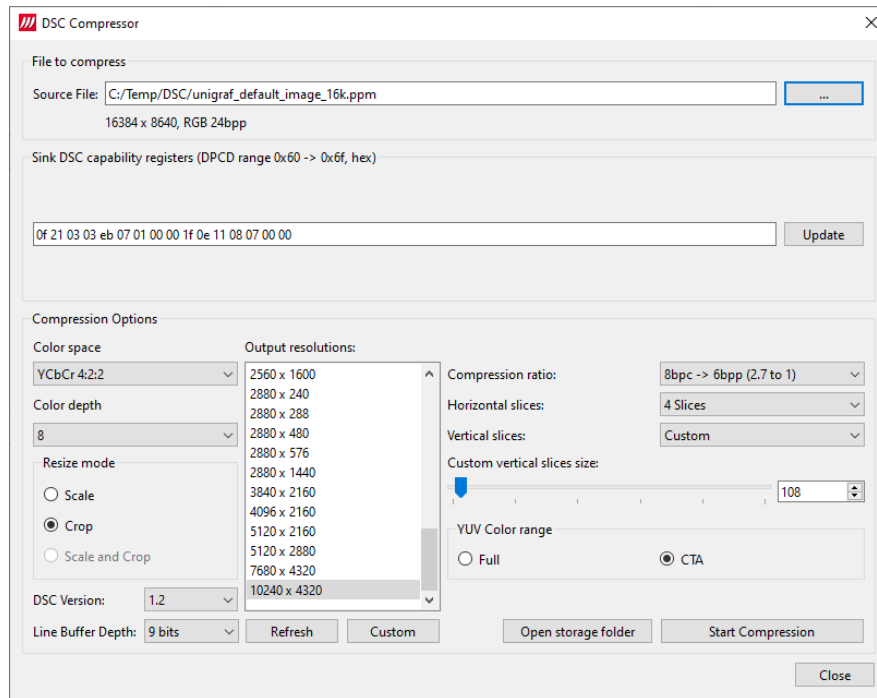 DSC Compressor
File to compress
Source File: C:/Temp/DSC/unigraf_default_image_16k.ppm ...
16384 x 8640, RGB 24bpp
Sink DSC capability registers (DPCD range 0x60 -> 0x6f, hex)
0f 21 03 03 eb 07 01 00 00 1f 0e 11 08 07 00 00 Update
Compression Options
Color space
YCbCr 4:2:2
Color depth
8
Resize mode
Scale
Crop
Scale and Crop
DSC Version: 1.2
Line Buffer Depth: 9 bits
Output resolutions:
2560 x 1600
2880 x 240
2880 x 288
2880 x 480
2880 x 576
2880 x 1440
3840 x 2160
4096 x 2160
5120 x 2160
5120 x 2880
7680 x 4320
10240 x 4320
Refresh Custom
Compression ratio: 8bpc -> 6bpp (2.7 to 1)
Horizontal slices: 4 Slices
Vertical slices: Custom
Custom vertical slices size:
108
YUV Color range
Full CTA
Open storage folder Start Compression
Close